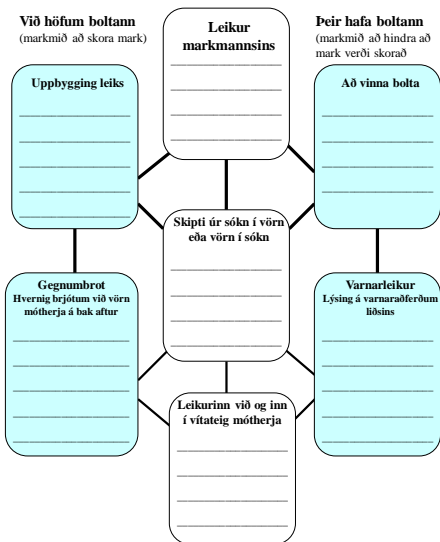 Við höfum boltann
(markmið að skora mark)
Leikur
markmannsins
Þeir hafa boltann
(markmið að hindra að
mark verði skorað)
Uppbygging leiks
Að vinna bolta
Skipti úr sókn í vörn
eða vörn í sókn
Gegnumbrot
Hvernig brjótum við vörn
mótherja á bak aftur
Varnarleikur
Lýsing á varnaraðferðum
liðsins
Leikurinn við og inn
í vítateig mótherja